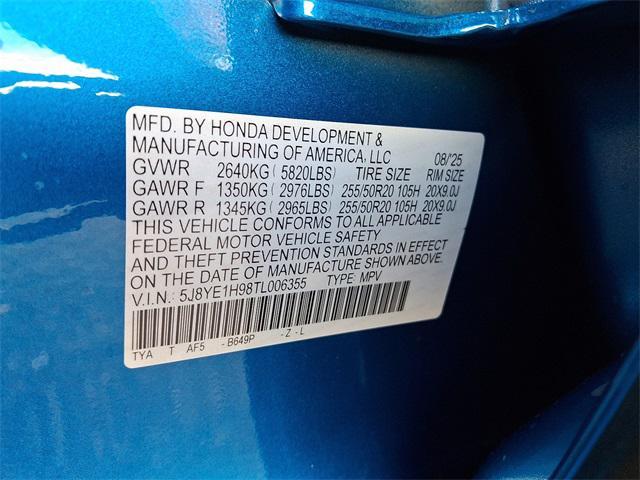 MFD. BY HONDA DEVELOPMENT &
MANUFACTURING OF AMERICA, LLC 08/'25
GVWR 2640KG ( 5820LBS) TIRE SIZE RIM SIZE
GAWR F 1350KG ( 2976LBS) 255/50R20 105H 20X9.0J
GAWR R 1345KG ( 2965LBS) 255/50R20 105H 20X9.0J
THIS VEHICLE CONFORMS TO ALL APPLICABLE
FEDERAL MOTOR VEHICLE SAFETY
AND THEFT PREVENTION STANDARDS IN EFFECT
ON THE DATE OF MANUFACTURE SHOWN ABOVE.
V.I.N.: 5J8YE1H98TL006355 TYPE: MPV
TYA T AF5 - B649P - Z - L